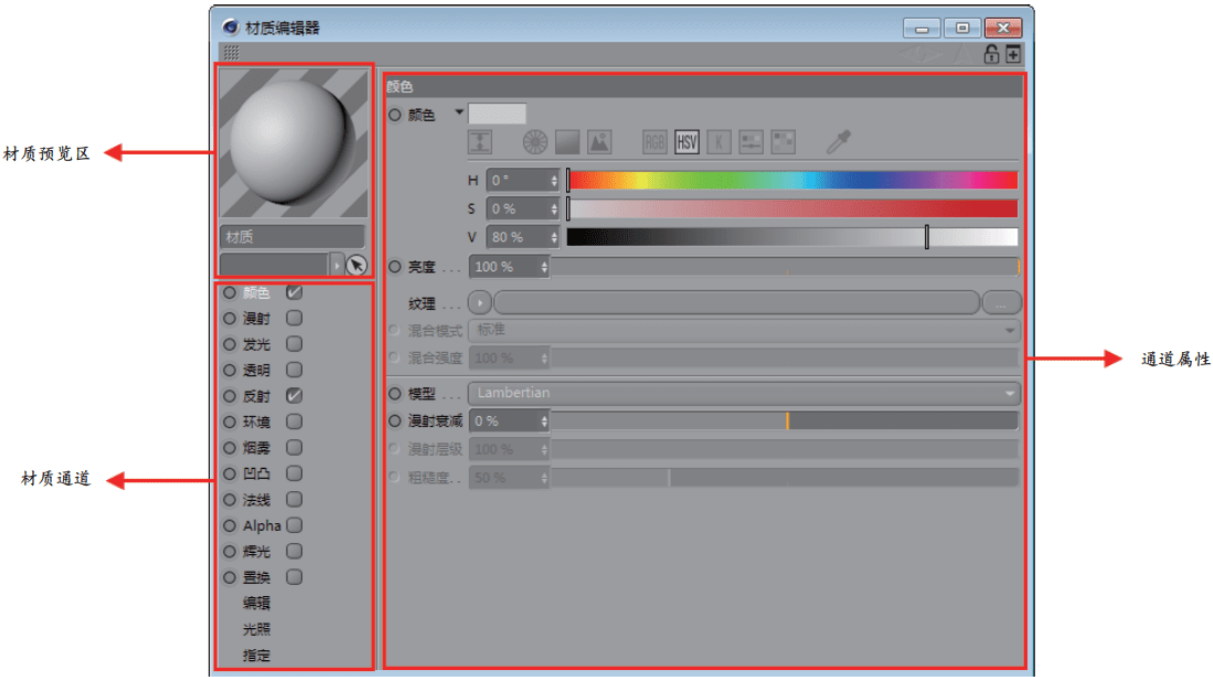 材质编辑器
材质预览区
材质
颜色
漫射
发光
透明
反射
环境
烟雾
凹凸
法线
Alpha
辉光
置换
编辑
光照
指定
材质通道
颜色
颜色
RGB HSV K
H 0°
S 0 %
V 80 %
亮度 . . . 100 %
纹理 . . . ...
混合模式 标准
混合强度 100 %
模型 . . . Lambertian
漫射衰减 0 %
漫射层级 100 %
粗糙度. . 50 %
通道属性